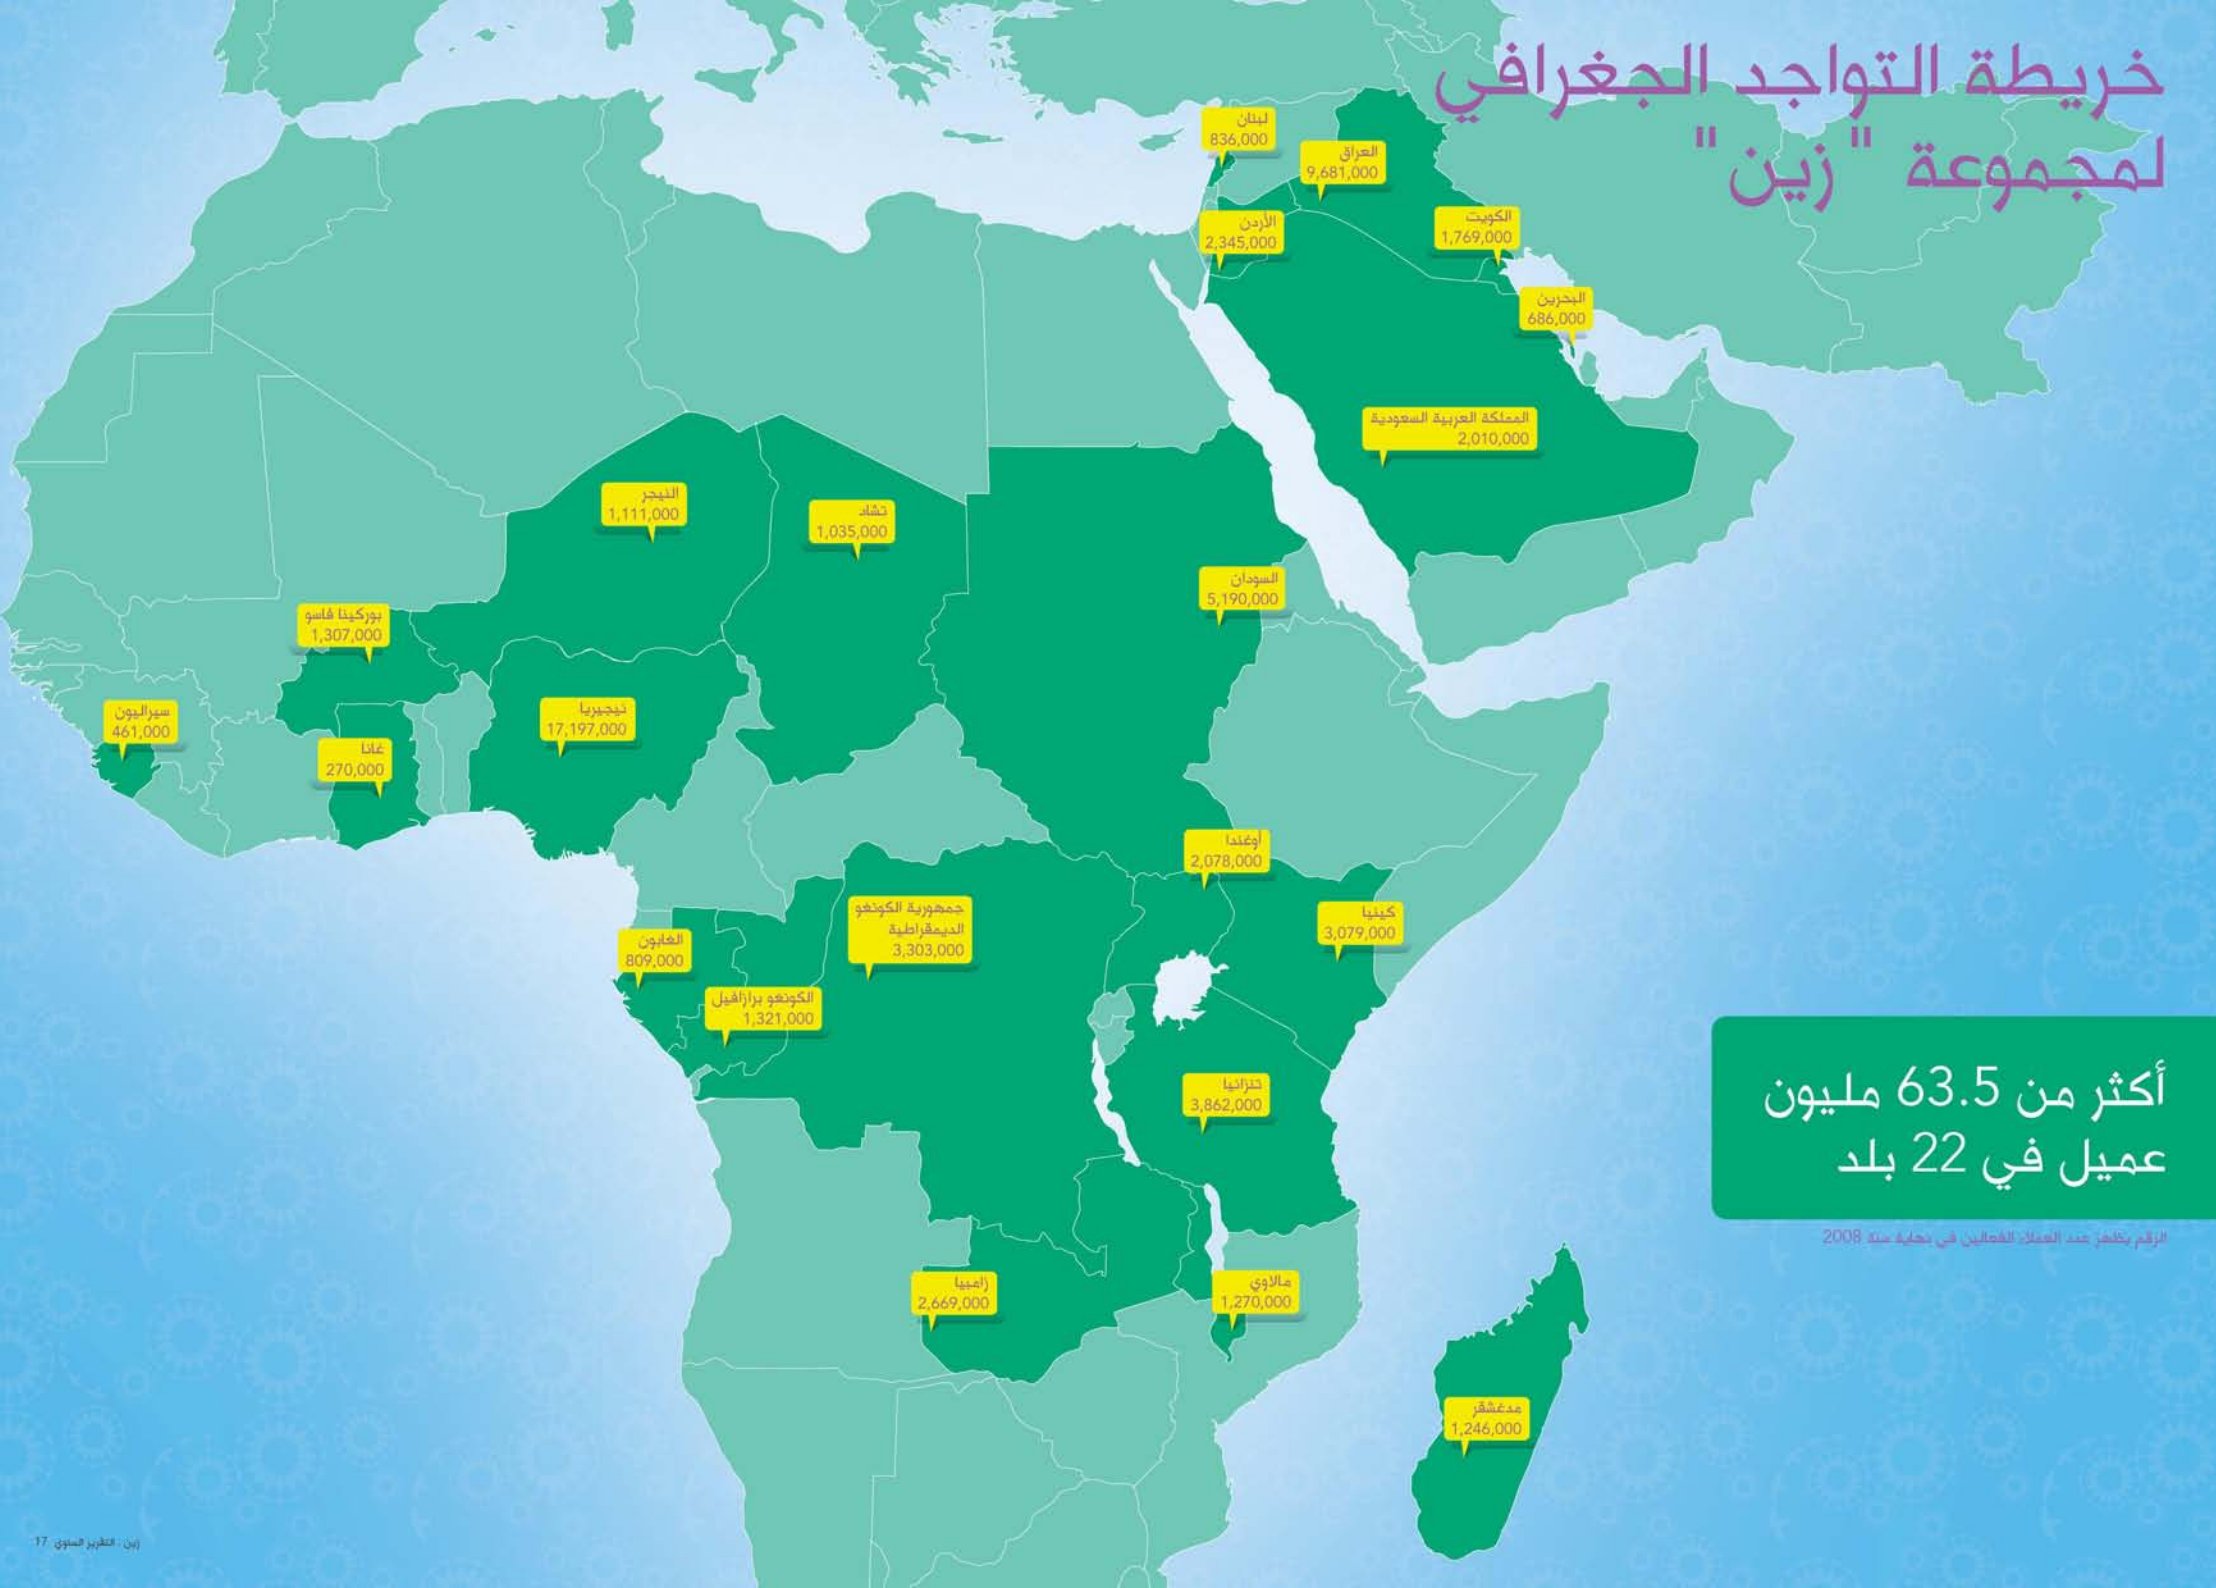 خريطة التواجد الجغرافي
لمجموعة "زين"
لبنان
836,000
العراق
9,681,000
الأردن
2,345,000
الكويت
1,769,000
البحرين
686,000
المملكة العربية السعودية
2,010,000
النيجر
1,111,000
تشاد
1,035,000
السودان
5,190,000
بوركينا فاسو
1,307,000
سيراليون
461,000
غانا
270,000
نيجيريا
17,197,000
أوغندا
2,078,000
كينيا
3,079,000
جمهورية الكونغو
الديمقراطية
3,303,000
الغابون
809,000
الكونغو برازافيل
1,321,000
تنزانيا
3,862,000
زامبيا
2,669,000
مالاوي
1,270,000
مدغشقر
1,246,000
أكثر من 63.5 مليون
عميل في 22 بلد
الرقم يظهر عدد العملاء الفعالين في نهاية سنة 2008
زين . التقرير السنوي 17